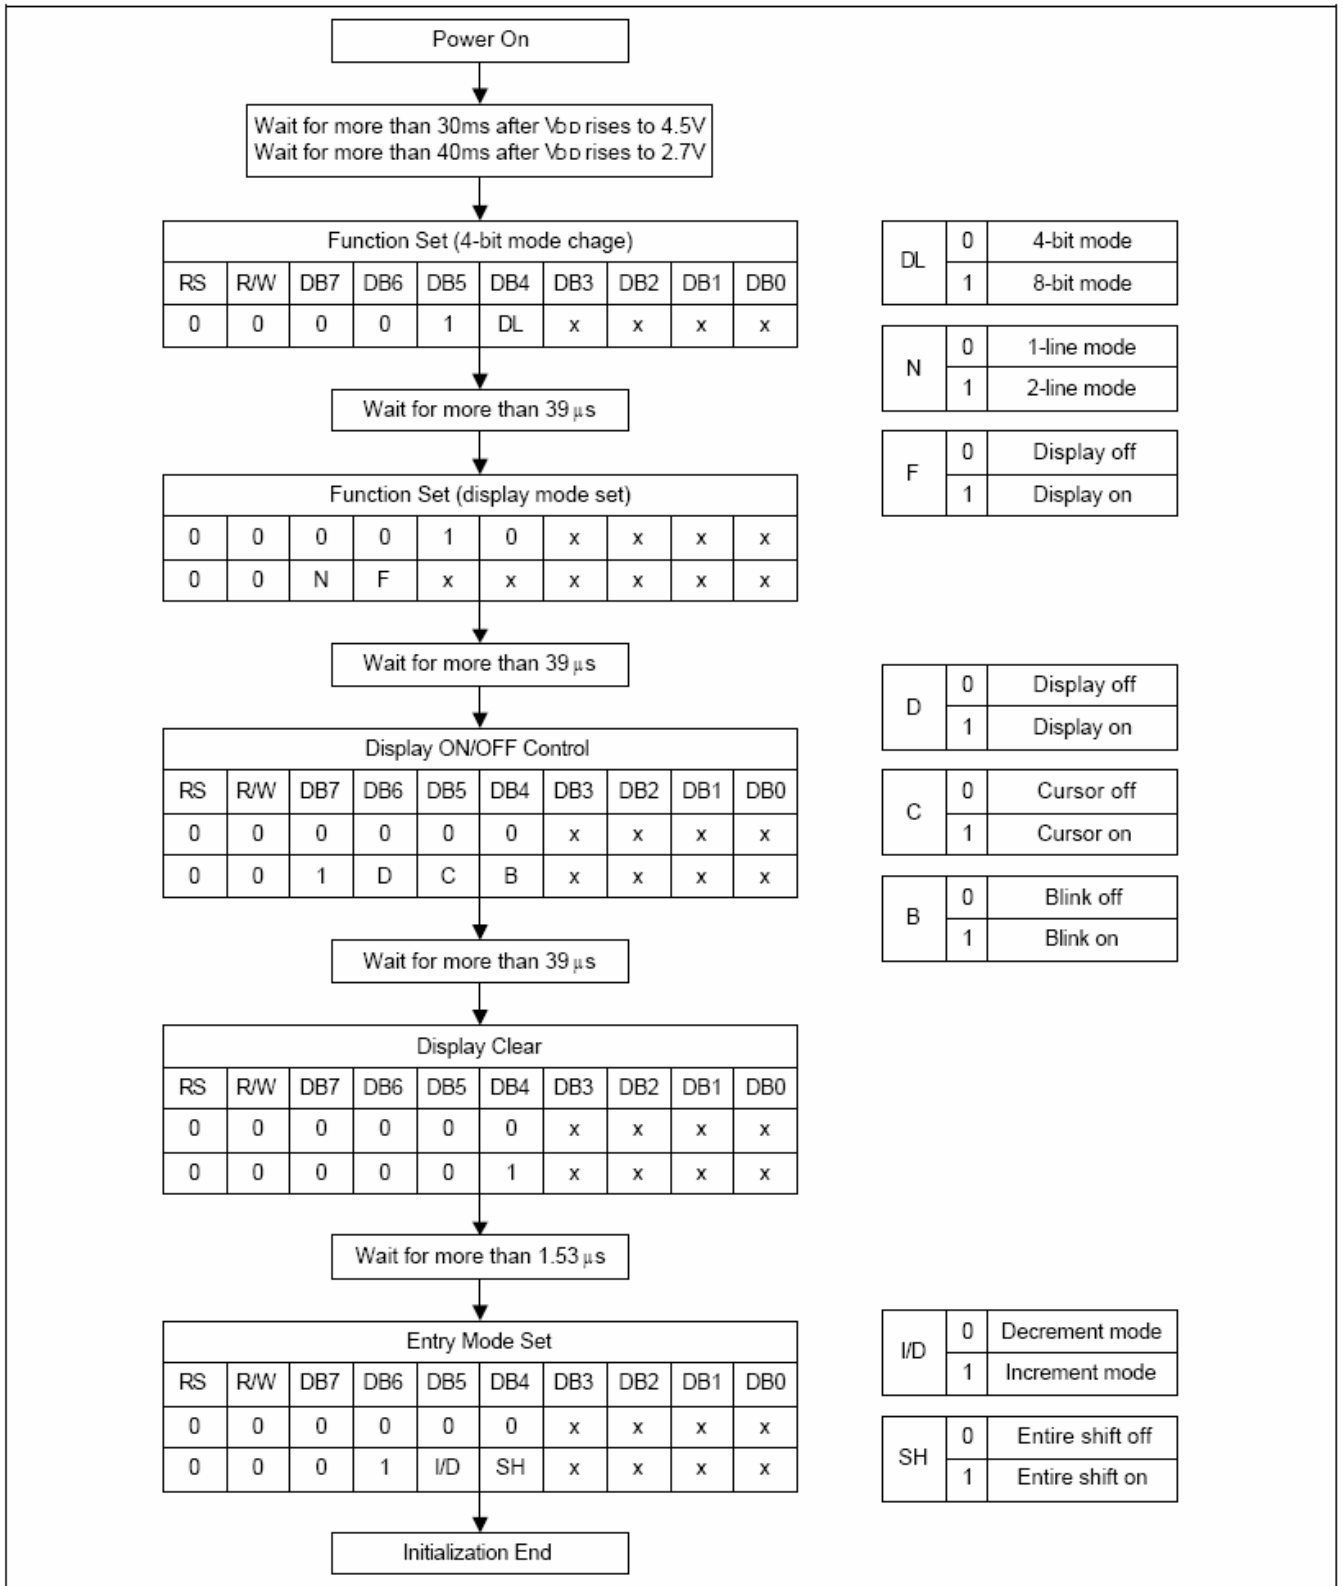 Power On
Wait for more than 30ms after VDD rises to 4.5V
Wait for more than 40ms after VDD rises to 2.7V
Function Set (4-bit mode chage)
RS R/W DB7 DB6 DB5 DB4 DB3 DB2 DB1 DB0
0 0 0 0 1 DL x x x x
DL 0 4-bit mode
1 8-bit mode
N 0 1-line mode
1 2-line mode
F 0 Display off
1 Display on
Wait for more than 39 μs
Function Set (display mode set)
0 0 0 0 1 0 x x x x
0 0 N F x x x x x x
Wait for more than 39 μs
Display ON/OFF Control
RS R/W DB7 DB6 DB5 DB4 DB3 DB2 DB1 DB0
0 0 0 0 0 0 x x x x
0 0 1 D C B x x x x
D 0 Display off
1 Display on
C 0 Cursor off
1 Cursor on
B 0 Blink off
1 Blink on
Wait for more than 39 μs
Display Clear
RS R/W DB7 DB6 DB5 DB4 DB3 DB2 DB1 DB0
0 0 0 0 0 0 x x x x
0 0 0 0 0 1 x x x x
Wait for more than 1.53 μs
Entry Mode Set
RS R/W DB7 DB6 DB5 DB4 DB3 DB2 DB1 DB0
0 0 0 0 0 0 x x x x
0 0 0 1 I/D SH x x x x
I/D 0 Decrement mode
1 Increment mode
SH 0 Entire shift off
1 Entire shift on
Initialization End